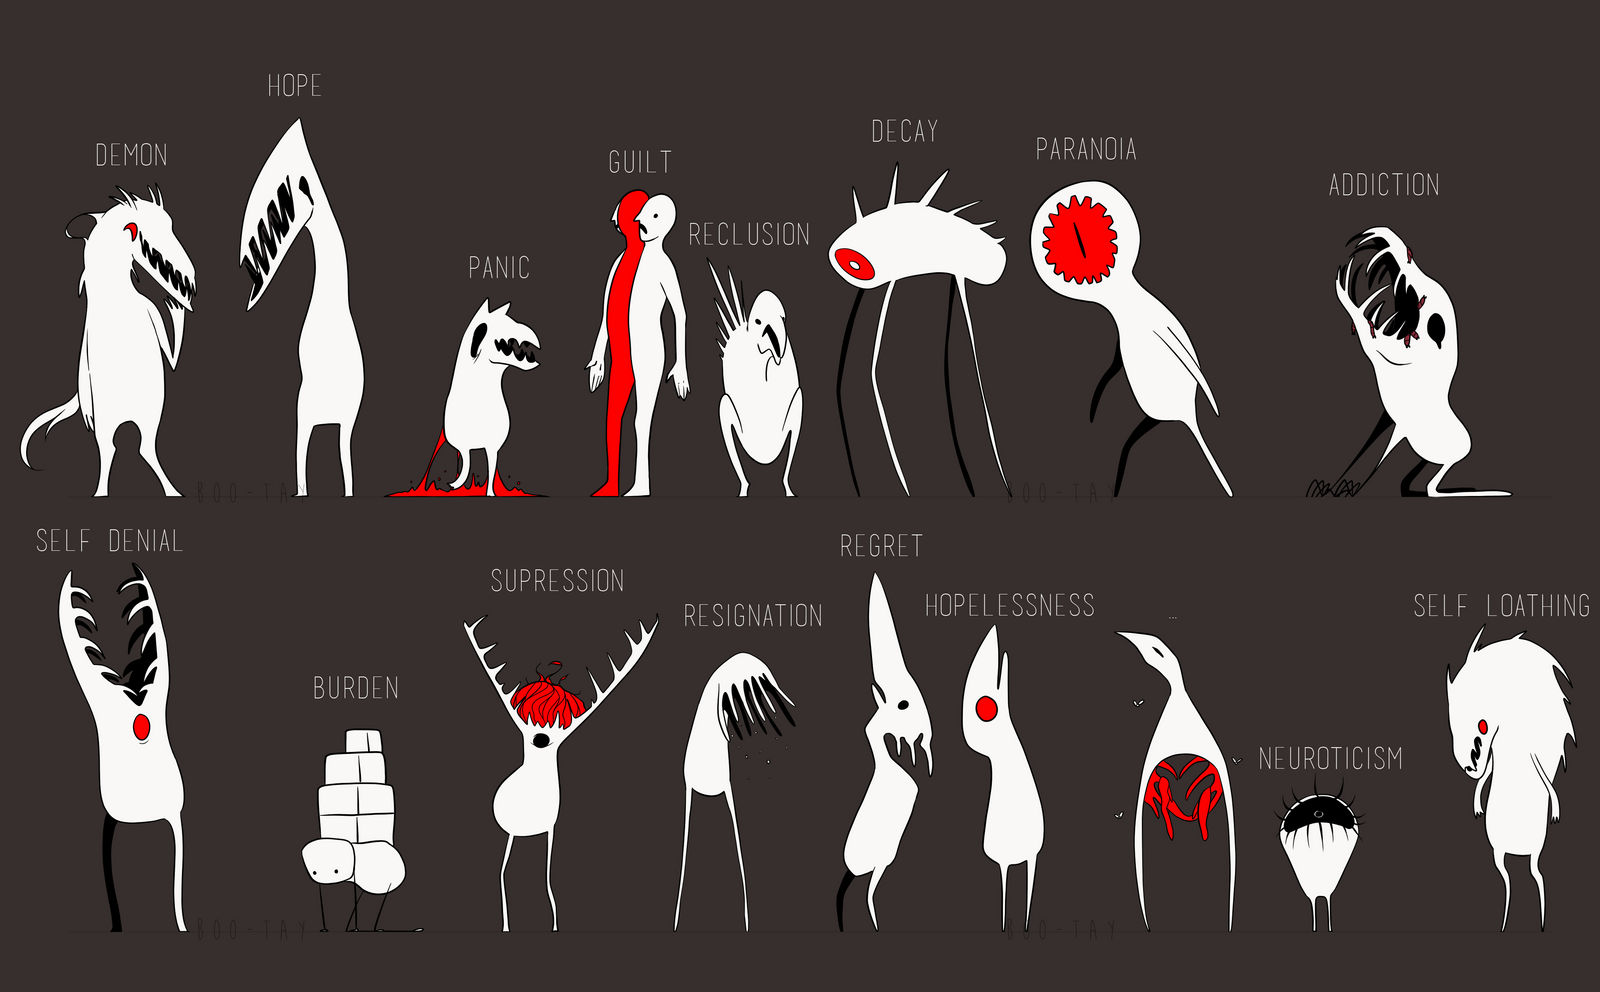 DEMON
HOPE
PANIC
GUILT
RECLUSION
DECAY
PARANOIA
ADDICTION
BOO-TAY
BOO-TAY
SELF DENIAL
BURDEN
SUPRESSION
RESIGNATION
REGRET
HOPELESSNESS
...
NEUROTICISM
SELF LOATHING
BOO-TAY
BOO-TAY